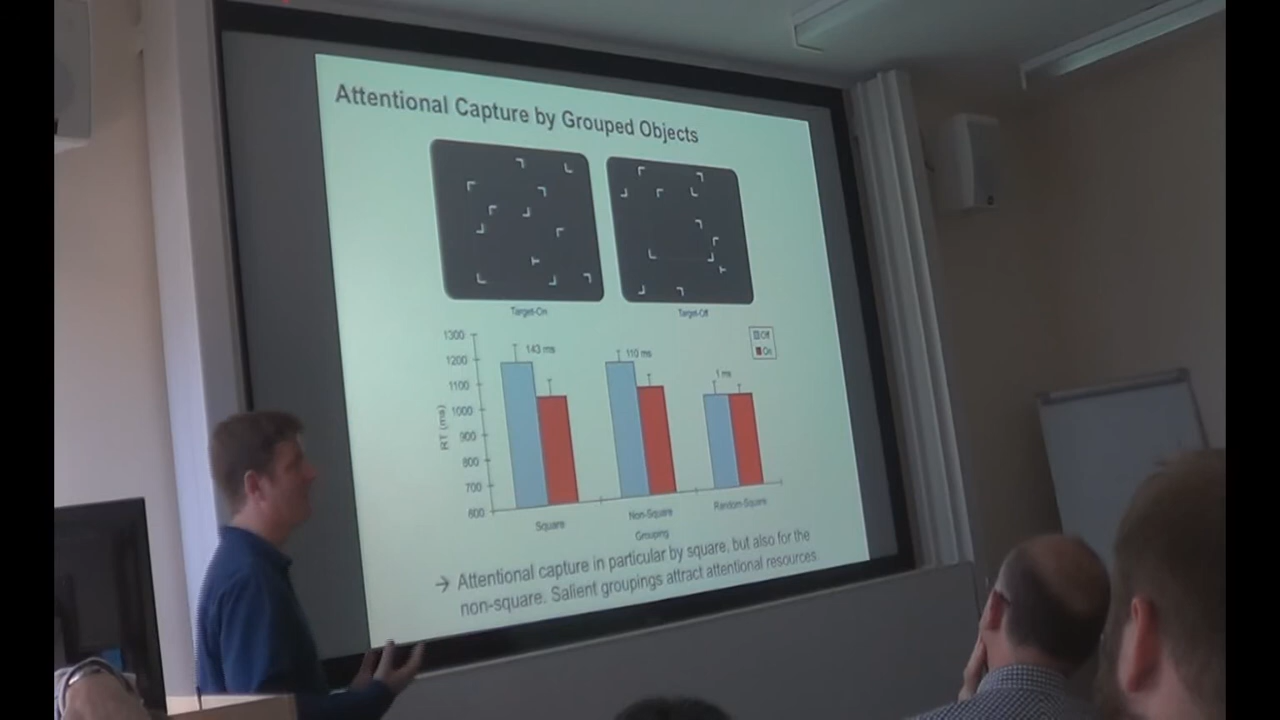 Attentional Capture by Grouped Objects
Target-On
Target-Off
1300
1200
1100
1000
900
800
700
600
RT (ms)
143 ms
110 ms
1 ms
Off
On
Square
Non-Square
Random-Square
Grouping
→ Attentional capture in particular by square, but also for the
non-square. Salient groupings attract attentional resources.